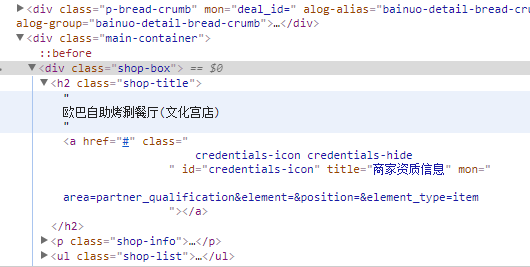 ▶<div class="p-bread-crumb" mon="deal_id=" alog-alias="bainuo-detail-bread-crumb"
alog-group="bainuo-detail-bread-crumb">…</div>
▼<div class="main-container">
::before
▼<div class="shop-box"> == $0
▼<h2 class="shop-title">
"
欧巴自助烤涮餐厅(文化宫店)
"
<a href="#" class="
credentials-icon credentials-hide
" id="credentials-icon" title="商家资质信息" mon="
area=partner_qualification&element=&position=&element_type=item
"></a>
</h2>
▶<p class="shop-info">…</p>
▶<ul class="shop-list">…</ul>